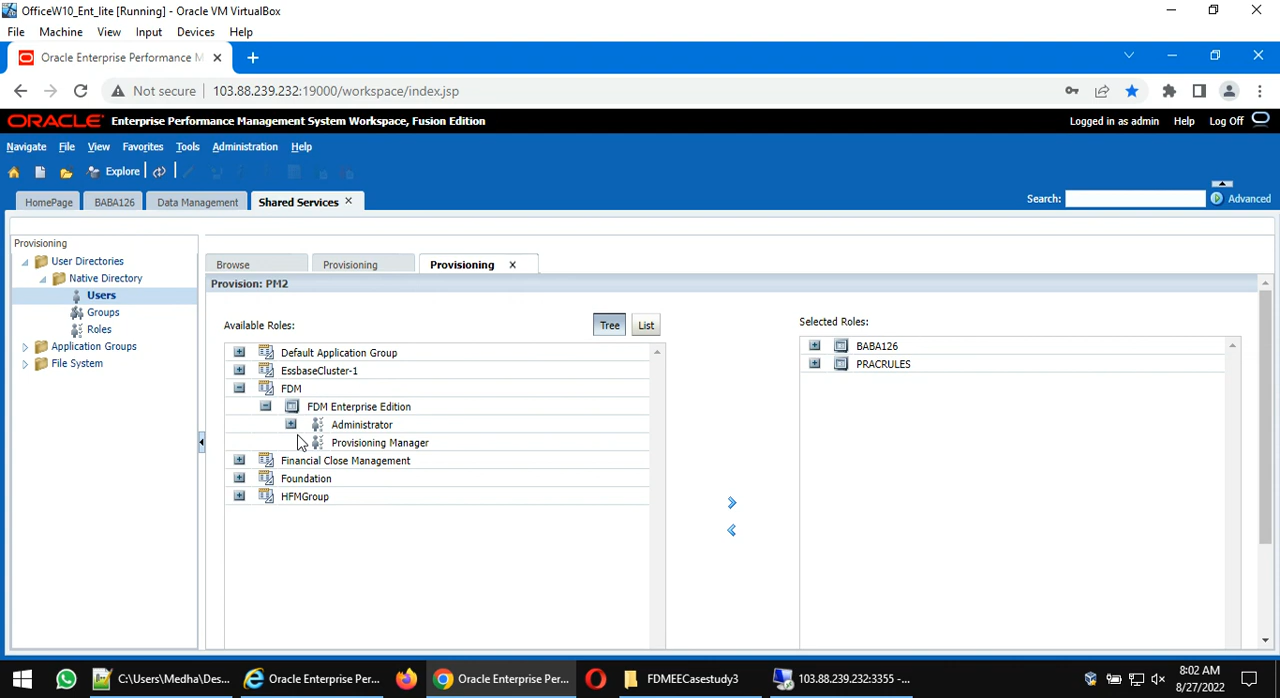 OfficeW10_Ent_lite [Running] - Oracle VM VirtualBox
File Machine View Input Devices Help
Oracle Enterprise Performance M
Not secure 103.88.239.232:19000/workspace/index.jsp
ORACLE Enterprise Performance Management System Workspace, Fusion Edition Logged in as admin Help Log Off
Navigate File View Favorites Tools Administration Help
Explore
HomePage BABA126 Data Management Shared Services Search: Advanced
Provisioning
User Directories
Native Directory
Users
Groups
Roles
Application Groups
File System
Browse Provisioning Provisioning X
Provision: PM2
Available Roles: Tree List
Default Application Group
EssbaseCluster-1
FDM
FDM Enterprise Edition
Administrator
Provisioning Manager
Financial Close Management
Foundation
HFMGroup
Selected Roles:
BABA126
PRACRULES
C:\Users\Medha\Des... Oracle Enterprise Per... Oracle Enterprise Per... FDMEECasestudy3 103.88.239.232:3355 -...
8:02 AM
8/27/2022